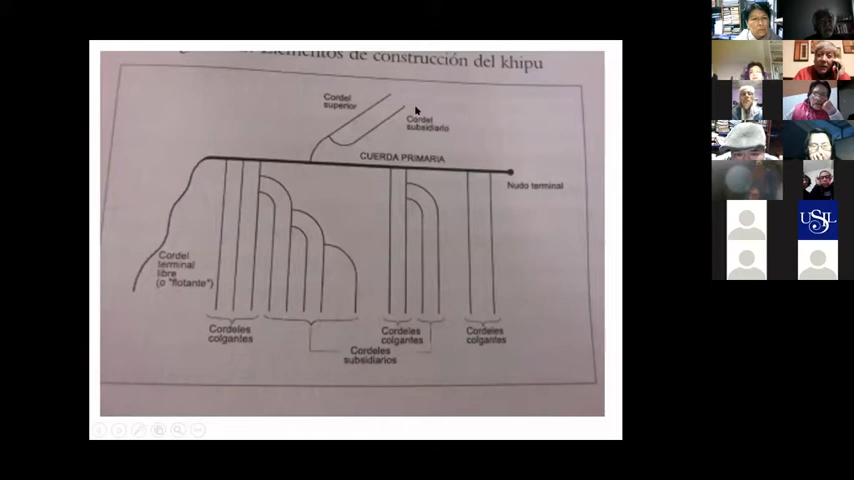 Elementos de construcción del khipu
Cordel
superior
Cordel
subsidiario
CUERDA PRIMARIA
Nudo terminal
Cordel
terminal
libre
(o "flotante")
Cordeles
colgantes
Cordeles
subsidiarios
Cordeles
colgantes
Cordeles
colgantes
USIL